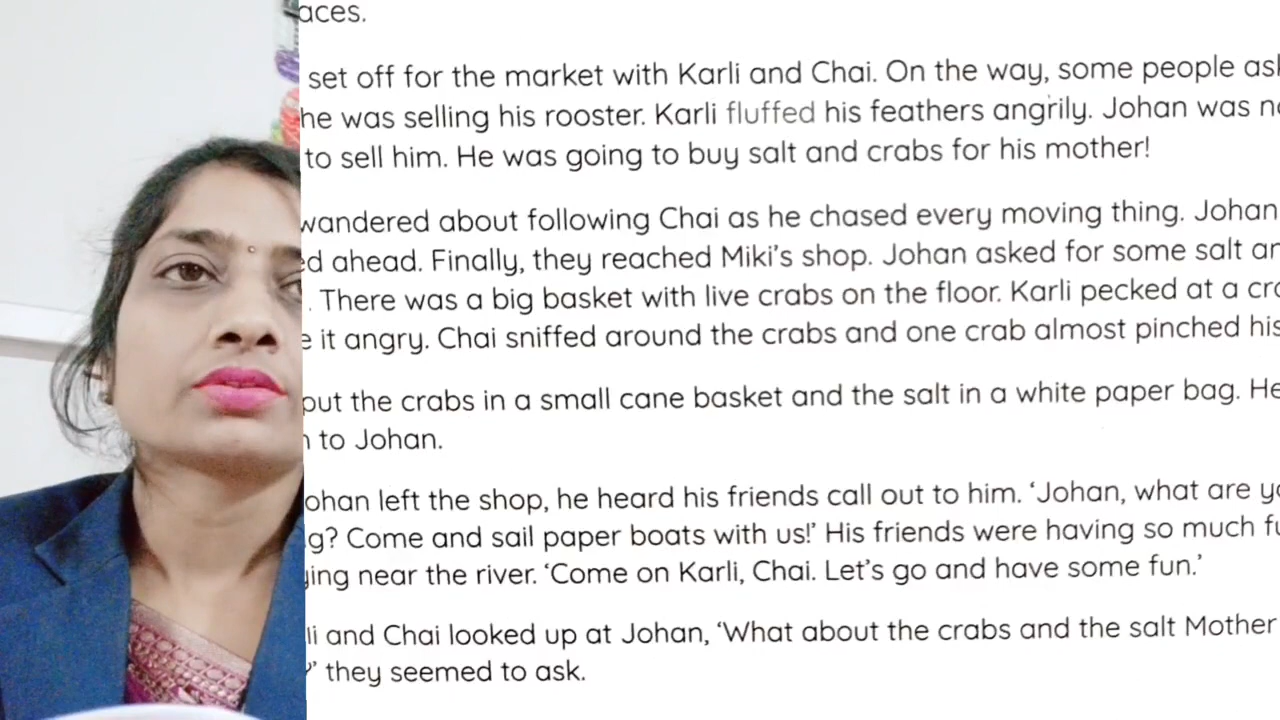 aces.
set off for the market with Karli and Chai. On the way, some people
he was selling his rooster. Karli fluffed his feathers angrily. Johan was
to sell him. He was going to buy salt and crabs for his mother!
wandered about following Chai as he chased every moving thing. Johan
ed ahead. Finally, they reached Miki's shop. Johan asked for some salt
. There was a big basket with live crabs on the floor. Karli pecked at a
it angry. Chai sniffed around the crabs and one crab almost pinched his
put the crabs in a small cane basket and the salt in a white paper bag. He
to Johan.
ohan left the shop, he heard his friends call out to him. ‘Johan, what are
g? Come and sail paper boats with us!’ His friends were having so much
ying near the river. ‘Come on Karli, Chai. Let's go and have some fun.’
li and Chai looked up at Johan, ‘What about the crabs and the salt Mother
’ they seemed to ask.